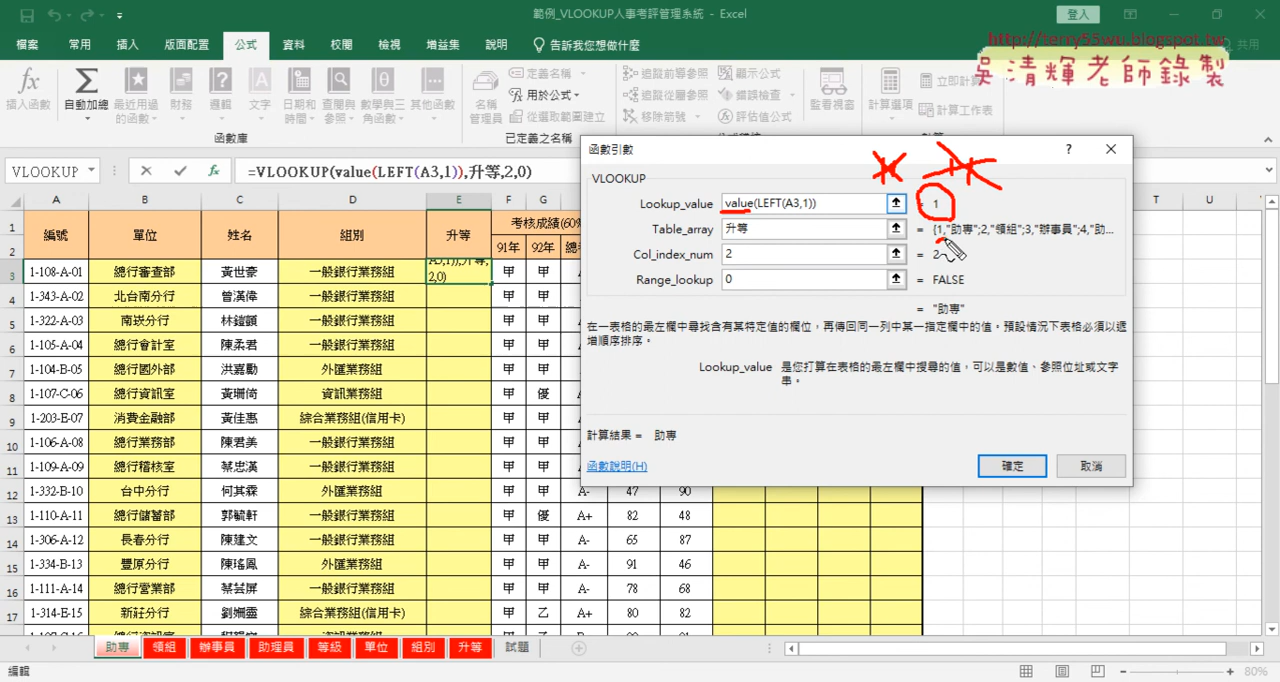 範例_VLOOKUP人事考評管理系統 - Excel
登入
檔案 常用 插入 版面配置 公式 資料 校閱 檢視 增益集 說明 告訴我您想做什麼 共用
http://terry55wu.blogspot.tw
吳清輝老師錄製
插入函數 自動加總 最近用過的函數 財務 邏輯 文字 日期和時間 查閱與參照 數學與三角函數 其他函數
函數庫
名稱管理員 定義名稱 用於公式 從選取範圍建立
已定義之名稱
追蹤前導參照 追蹤從屬參照 移除箭號 顯示公式 錯誤檢查 評估值公式
監看視窗 計算選項 立即計算 計算工作表
VLOOKUP
=VLOOKUP(value(LEFT(A3,1)),升等,2,0)
函數引數
VLOOKUP
Lookup_value value(LEFT(A3,1)) = 1
Table_array 升等 = {1,"助專";2,"領組";3,"辦事員";4,"助...
Col_index_num 2 = 2
Range_lookup 0 = FALSE
= "助專"
在一表格的最左欄中尋找含有某特定值的欄位，再傳回同一列中某一指定欄中的值。預設情況下表格必須以遞
增順序排序。
Lookup_value 是您打算在表格的最左欄中搜尋的值，可以是數值、參照位址或文字
串。
計算結果 = 助專
函數說明(H)
確定 取消
A B C D E F G
編號 單位 姓名 組別 升等 考核成績(60%
91年 92年
3 1-108-A-01 總行審查部 黃世豪 一般銀行業務組 A3,1)),升等,2,0) 甲 甲
4 1-343-A-02 北台南分行 曾漢偉 一般銀行業務組 甲 甲
5 1-322-A-03 南崁分行 一般銀行業務組 甲 甲
6 1-105-A-04 總行會計室 陳柔君 一般銀行業務組 甲 甲
7 1-104-B-05 總行國外部 洪嘉勵 外匯業務組 甲 甲
8 1-107-C-06 總行資訊室 黃珊倚 資訊業務組 甲 優
9 1-203-E-07 消費金融部 黃佳惠 綜合業務組(信用卡) 甲 甲
10 1-106-A-08 總行業務部 陳君美 一般銀行業務組 甲 甲
11 1-109-A-09 總行稽核室 蔡忠漢 一般銀行業務組 甲 甲
12 1-332-B-10 台中分行 何其霖 外匯業務組 甲 甲 A- 47 90
13 1-110-A-11 總行儲蓄部 郭毓軒 一般銀行業務組 甲 優 A+ 82 48
14 1-306-A-12 長春分行 陳建文 一般銀行業務組 甲 甲 A- 65 87
15 1-333-B-13 豐原分行 陳瑤鳳 外匯業務組 甲 甲 A- 91 46
16 1-111-A-14 總行營業部 蔡芸屏 一般銀行業務組 甲 甲 A- 78 68
17 1-314-E-15 新莊分行 劉姍靈 綜合業務組(信用卡) 甲 乙 A+ 80 82
助專 領組 辦事員 助理員 等級 單位 組別 升等 試題
編輯 80%